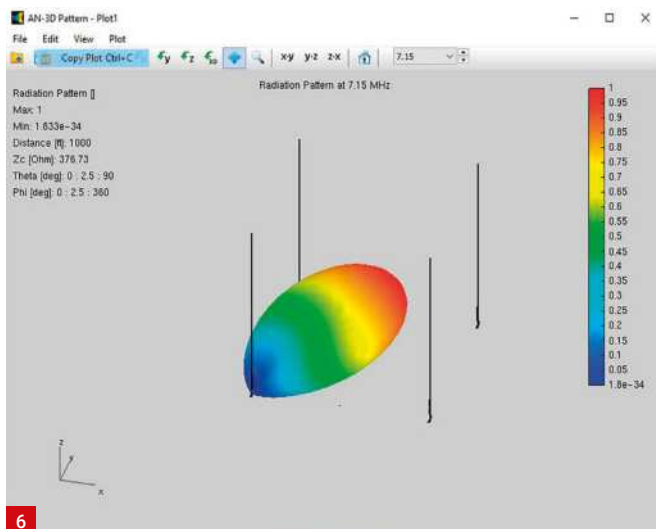 AN-3D Pattern - Plot1
File Edit View Plot
Copy Plot Ctrl+C y z x-y y-z z-x 7.15
Radiation Pattern at 7.15 MHz
Radiation Pattern []
Max: 1
Min: 1.833e-34
Distance [ft]: 1000
Zc [Ohm]: 376.73
Theta [deg]: 0 : 2.5 : 90
Phi [deg]: 0 : 2.5 : 360
1
0.95
0.9
0.85
0.8
0.75
0.7
0.65
0.6
0.55
0.5
0.45
0.4
0.35
0.3
0.25
0.2
0.15
0.1
0.05
1.8e-34
z
y
x
6